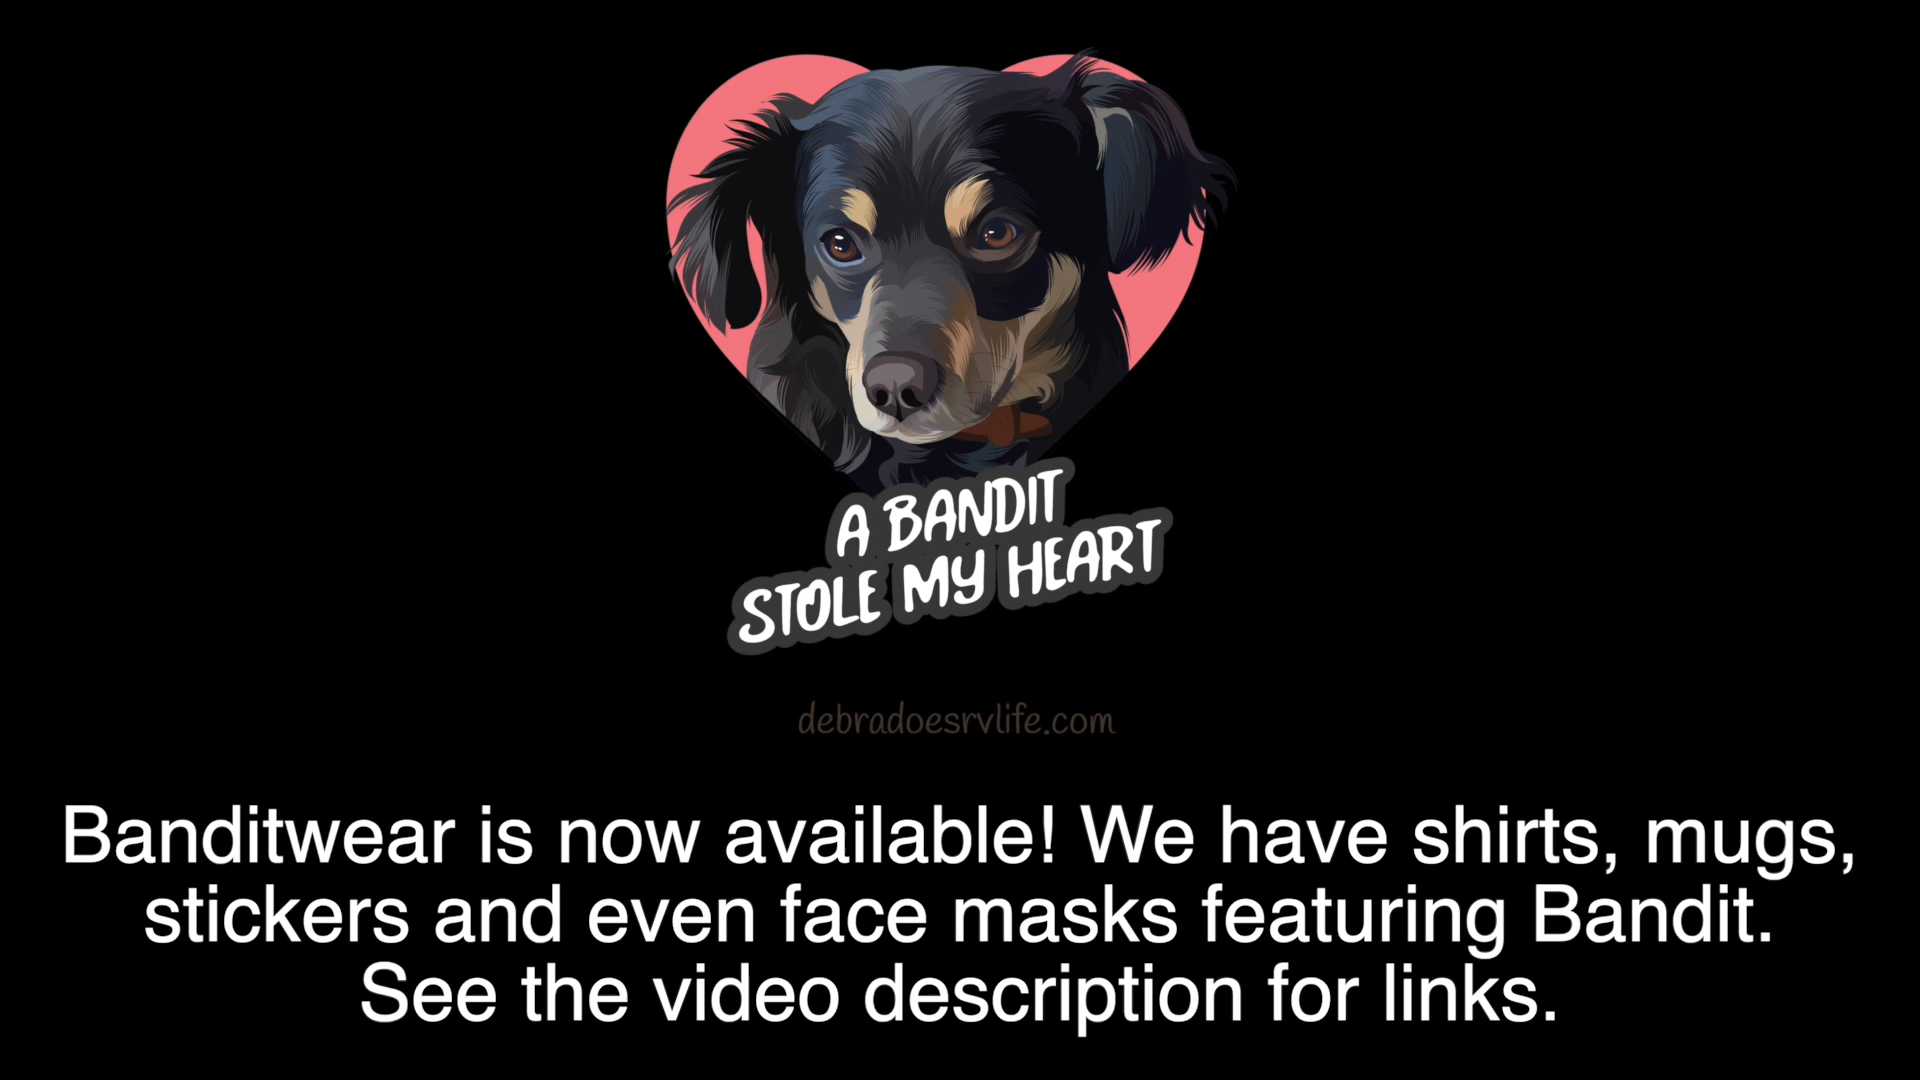 A BANDIT
STOLE MY HEART
debradoesrvlife.com
Banditwear is now available! We have shirts, mugs,
stickers and even face masks featuring Bandit.
See the video description for links.